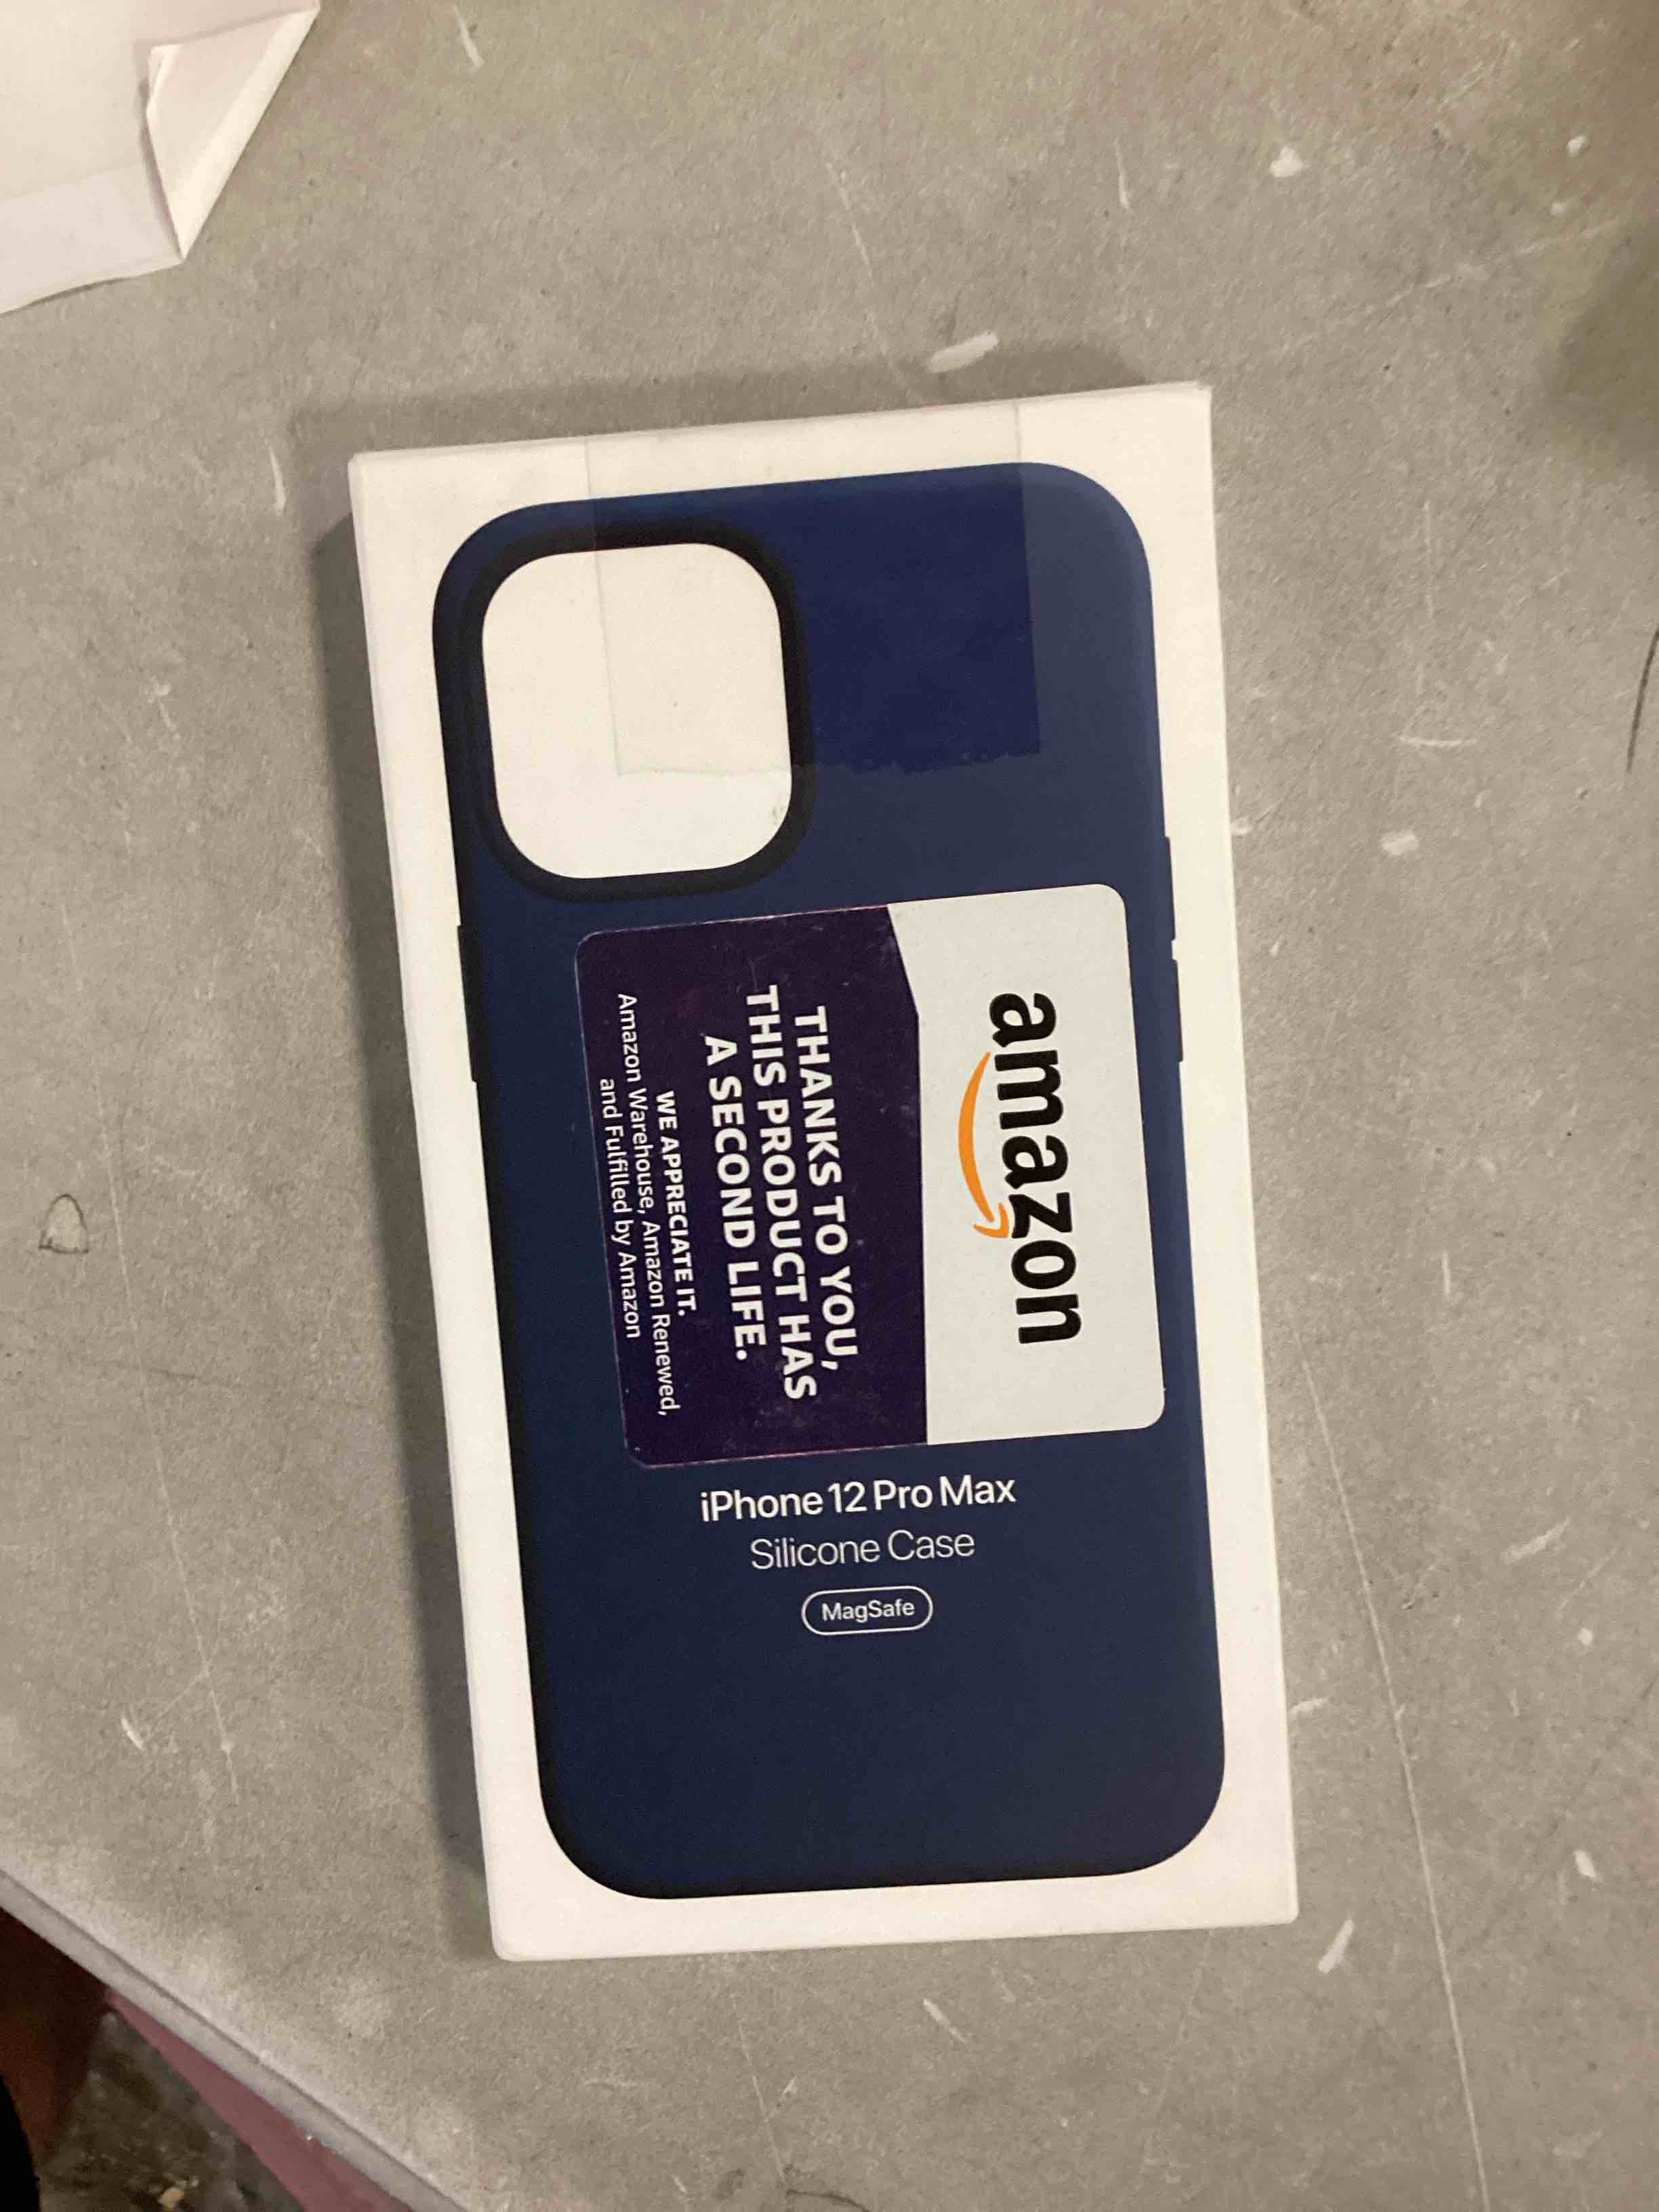 amazon
THANKS TO YOU,
THIS PRODUCT HAS
A SECOND LIFE.
WE APPRECIATE IT.
Amazon Warehouse, Amazon Renewed,
and Fulfilled by Amazon
iPhone 12 Pro Max
Silicone Case
MagSafe